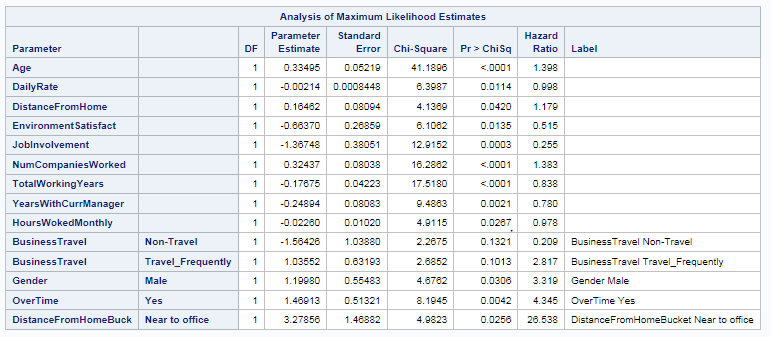 Analysis of Maximum Likelihood Estimates
Parameter DF Parameter Estimate Standard Error Chi-Square Pr > ChiSq Hazard Ratio Label
Age 1 0.33495 0.05219 41.1896 <.0001 1.398
DailyRate 1 -0.00214 0.0008448 6.3987 0.0114 0.998
DistanceFromHome 1 0.16462 0.08094 4.1369 0.0420 1.179
EnvironmentSatisfact 1 -0.66370 0.26859 6.1062 0.0135 0.515
JobInvolvement 1 -1.36748 0.38051 12.9152 0.0003 0.255
NumCompaniesWorked 1 0.32437 0.08038 16.2862 <.0001 1.383
TotalWorkingYears 1 -0.17675 0.04223 17.5180 <.0001 0.838
YearsWithCurrManager 1 -0.24894 0.08083 9.4863 0.0021 0.780
HoursWokedMonthly 1 -0.02260 0.01020 4.9115 0.0267 0.978
BusinessTravel Non-Travel 1 -1.56426 1.03880 2.2675 0.1321 0.209 BusinessTravel Non-Travel
BusinessTravel Travel_Frequently 1 1.03552 0.63193 2.6852 0.1013 2.817 BusinessTravel Travel_Frequently
Gender Male 1 1.19980 0.55483 4.6762 0.0306 3.319 Gender Male
OverTime Yes 1 1.46913 0.51321 8.1945 0.0042 4.345 OverTime Yes
DistanceFromHomeBuck Near to office 1 3.27856 1.46882 4.9823 0.0256 26.538 DistanceFromHomeBucket Near to office